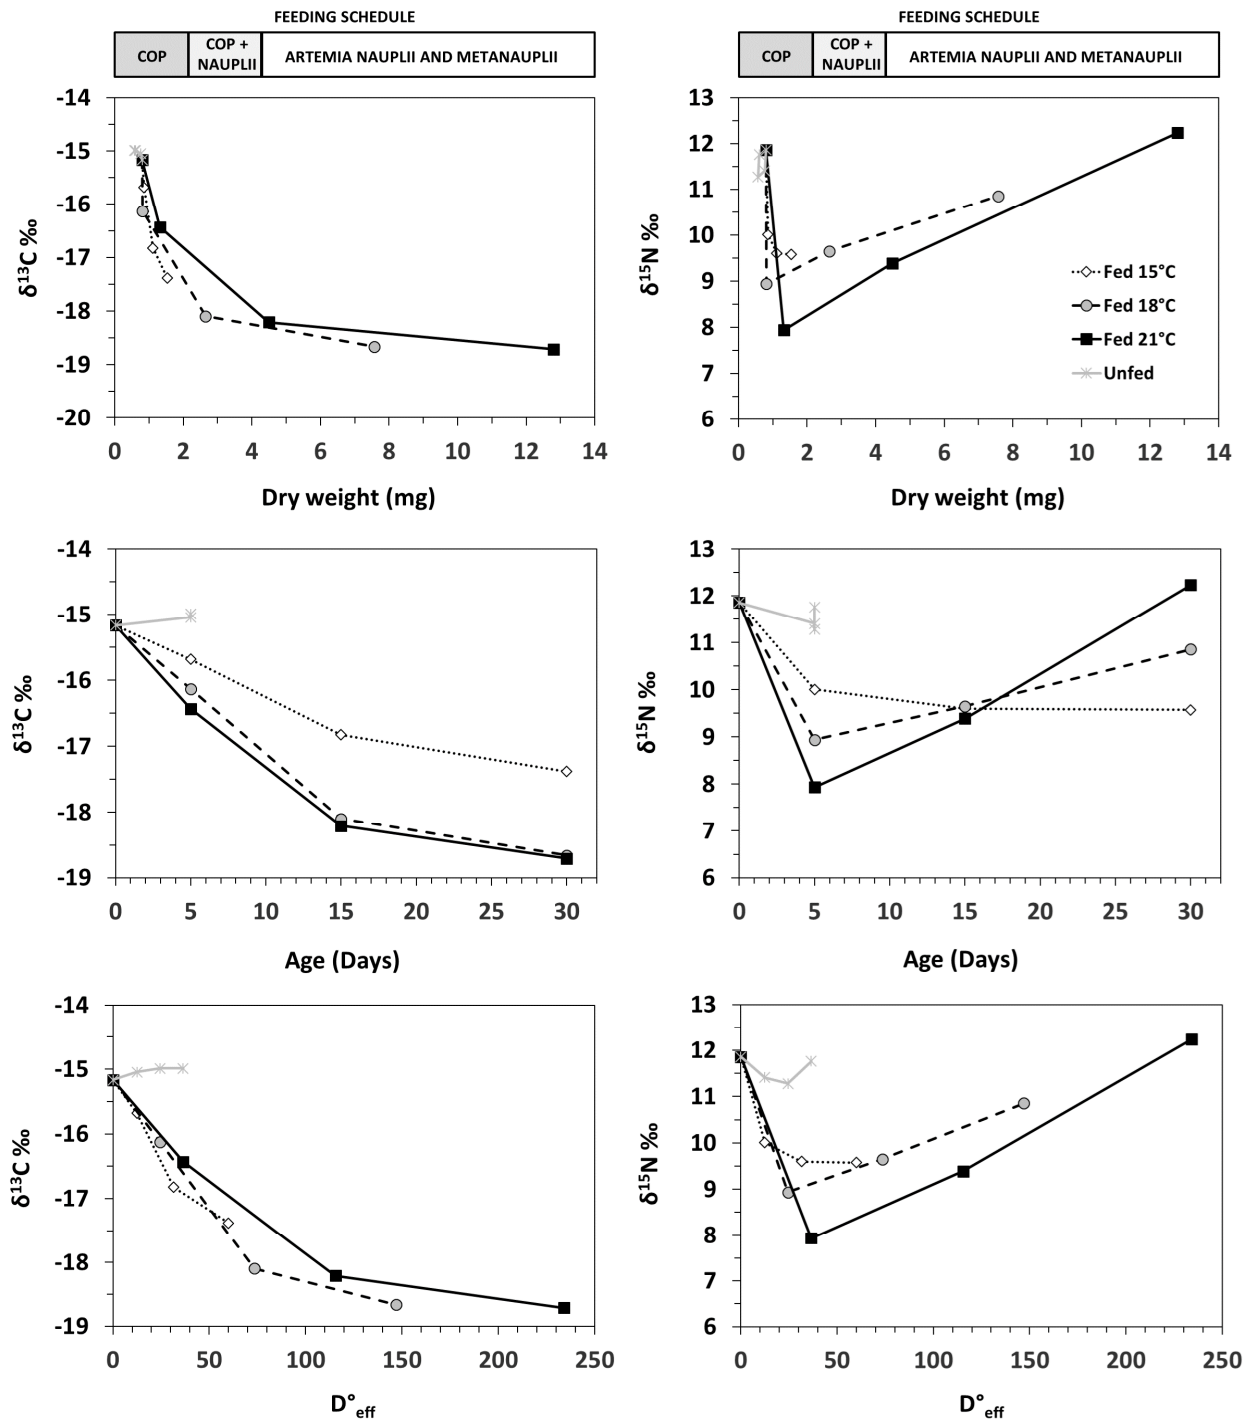 FEEDING SCHEDULE
COP
COP + NAUPLII
ARTEMIA NAUPLII AND METANAUPLII
-14
-15
-16
-17
-18
-19
-20
δ13C ‰
0 2 4 6 8 10 12 14
Dry weight (mg)
FEEDING SCHEDULE
COP
COP + NAUPLII
ARTEMIA NAUPLII AND METANAUPLII
13
12
11
10
9
8
7
6
δ15N ‰
Fed 15°C
Fed 18°C
Fed 21°C
Unfed
0 2 4 6 8 10 12 14
Dry weight (mg)
-14
-15
-16
-17
-18
-19
δ13C ‰
0 5 10 15 20 25 30
Age (Days)
13
12
11
10
9
8
7
6
δ15N ‰
0 5 10 15 20 25 30
Age (Days)
-14
-15
-16
-17
-18
-19
δ13C ‰
0 50 100 150 200 250
D°eff
13
12
11
10
9
8
7
6
δ15N ‰
0 50 100 150 200 250
D°eff